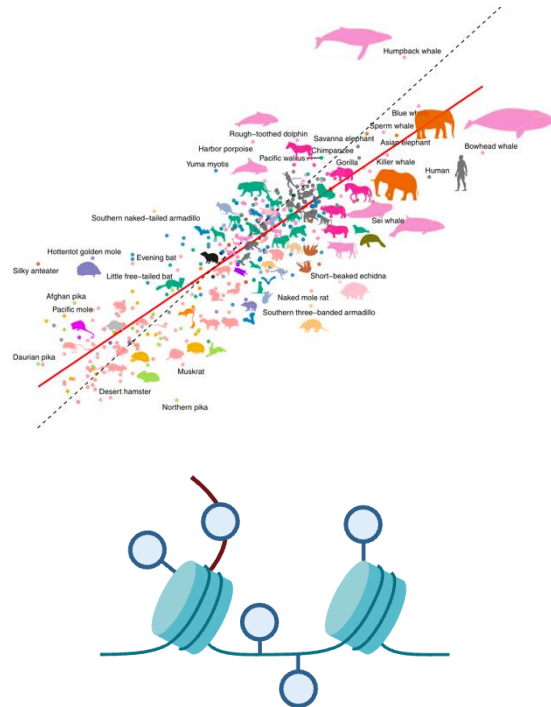 Humpback whale
Blue whale
Rough-toothed dolphin
Savanna elephant
Sperm whale
Harbor porpoise
Chimpanzee
Asian elephant
Bowhead whale
Yuma myotis
Pacific walrus
Gorilla
Killer whale
Human
Southern naked-tailed armadillo
Sei whale
Hottentot golden mole
Evening bat
Silky anteater
Little free-tailed bat
Short-beaked echidna
Afghan pika
Naked mole rat
Pacific mole
Southern three-banded armadillo
Daurian pika
Muskrat
Desert hamster
Northern pika